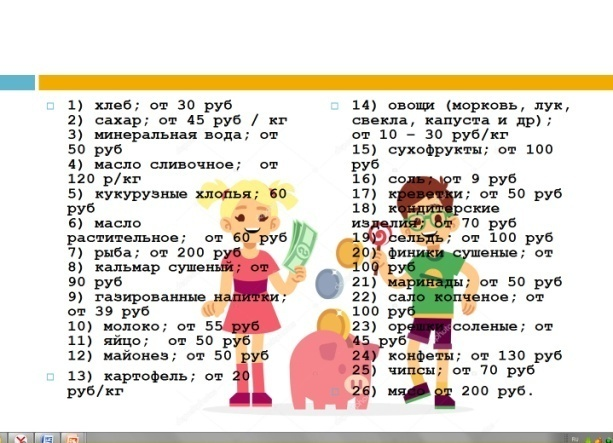 1) хлеб; от 30 руб
2) сахар; от 45 руб / кг
3) минеральная вода; от
50 руб
4) масло сливочное; от
120 р/кг
5) кукурузные хлопья; 60
руб
6) масло
растительное; от 60 руб
7) рыба; от 200 руб
8) кальмар сушеный; от
90 руб
9) газированные напитки;
от 39 руб
10) молоко; от 55 руб
11) яйцо; от 50 руб
12) майонез; от 50 руб
13) картофель; от 20
руб/кг
14) овощи (морковь, лук,
свекла, капуста и др);
от 10 – 30 руб/кг
15) сухофрукты; от 100
руб
16) соль; от 9 руб
17) креветки; от 50 руб
18) кондитерские
изделия; от 70 руб
19) сельдь; от 100 руб
20) финики сушеные; от
100 руб
21) маринады; от 50 руб
22) сало копченое; от
100 руб
23) орешки соленые; от
45 руб
24) конфеты; от 130 руб
25) чипсы; от 70 руб
26) мясо от 200 руб.